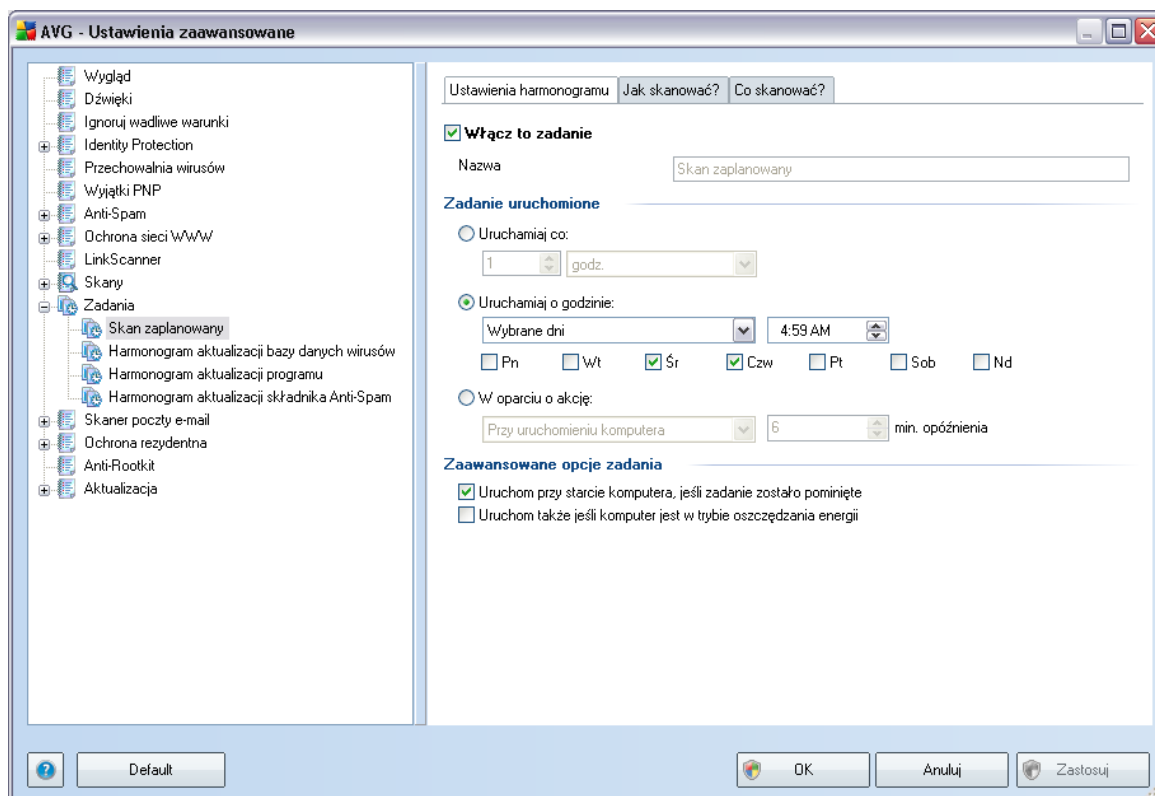 AVG - Ustawienia zaawansowane
Wygląd
Dźwięki
Ignoruj wadliwe warunki
Identity Protection
Przechowalnia wirusów
Wyjątki PNP
Anti-Spam
Ochrona sieci WWW
LinkScanner
Skany
Zadania
Skan zaplanowany
Harmonogram aktualizacji bazy danych wirusów
Harmonogram aktualizacji programu
Harmonogram aktualizacji składnika Anti-Spam
Skaner poczty e-mail
Ochrona rezydentna
Anti-Rootkit
Aktualizacja
Ustawienia harmonogramu Jak skanować? Co skanować?
Włącz to zadanie
Nazwa Skan zaplanowany
Zadanie uruchomione
Uruchamiaj co:
1 godz.
Uruchamiaj o godzinie:
Wybrane dni 4:59 AM
Pn Wt Śr Czw Pt Sob Nd
W oparciu o akcję:
Przy uruchomieniu komputera 6 min. opóźnienia
Zaawansowane opcje zadania
Uruchom przy starcie komputera, jeśli zadanie zostało pominięte
Uruchom także jeśli komputer jest w trybie oszczędzania energii
? Default OK Anuluj Zastosuj